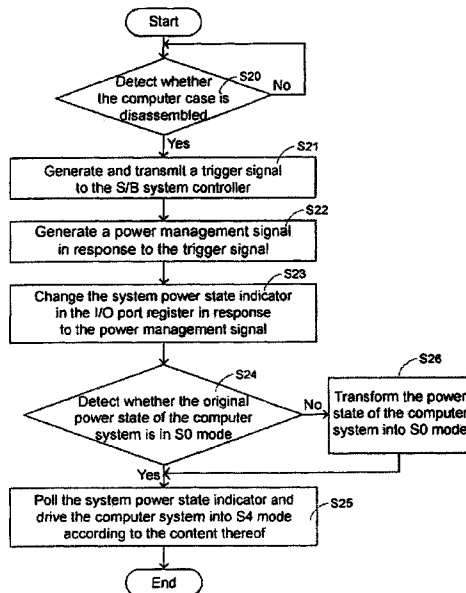 Start
S20
Detect whether
the computer case is
disassembled
No
Yes
S21
Generate and transmit a trigger signal
to the S/B system controller
S22
Generate a power management signal
in response to the trigger signal
S23
Change the system power state indicator
in the I/O port register in response
to the power management signal
S24
Detect whether the original
power state of the computer
system is in S0 mode
No
S26
Transform the power
state of the computer
system into S0 mode
Yes
Poll the system power state indicator and
drive the computer system into S4 mode
according to the content thereof
S25
End